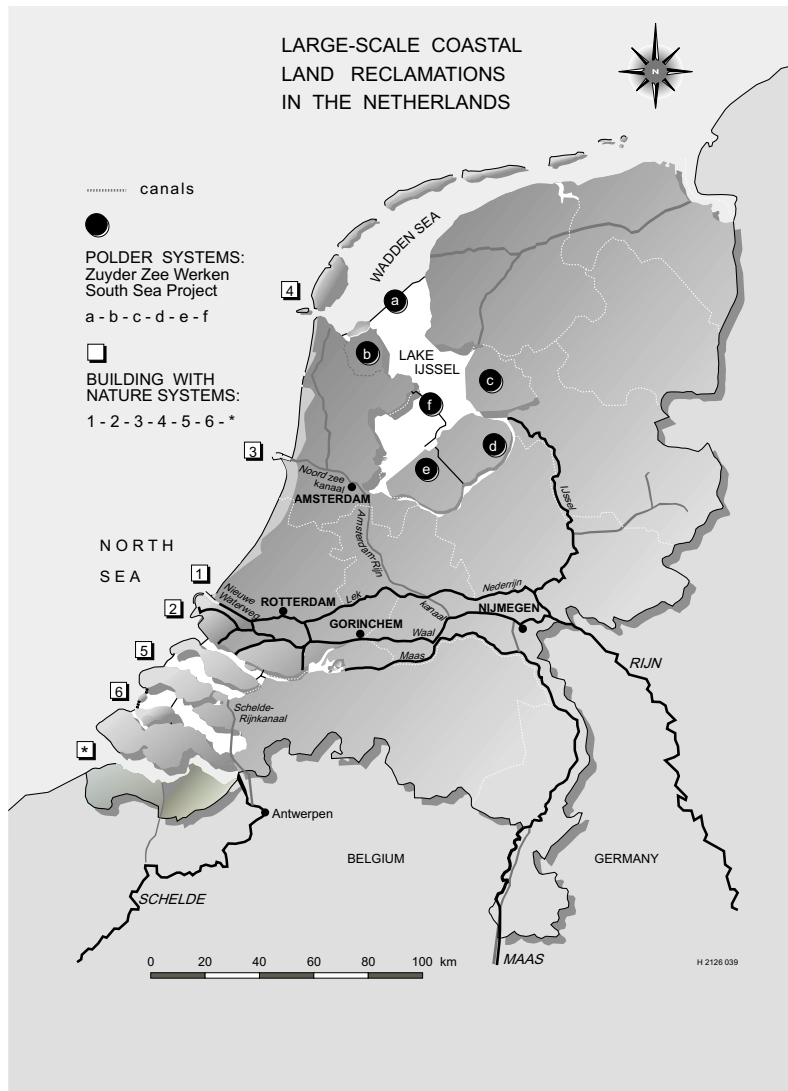 LARGE-SCALE COASTAL
LAND RECLAMATIONS
IN THE NETHERLANDS
N
canals
POLDER SYSTEMS:
Zuyder Zee Werken
South Sea Project
a - b - c - d - e - f
BUILDING WITH
NATURE SYSTEMS:
1 - 2 - 3 - 4 - 5 - 6 - *
WADDEN SEA
4
a
b
LAKE
IJSSEL
c
f
d
e
3
Noord zee
kanaal
AMSTERDAM
IJssel
Amsterdam-Rijn
kanaal
NORTH
SEA
1
2
Nieuwe
Waterweg
ROTTERDAM
Lek
Nederrijn
NIJMEGEN
GORINCHEM
Waal
Maas
5
6
*
RIJN
Schelde-
Rijnkanaal
Antwerpen
BELGIUM
GERMANY
SCHELDE
MAAS
0 20 40 60 80 100 km
H 2126 039